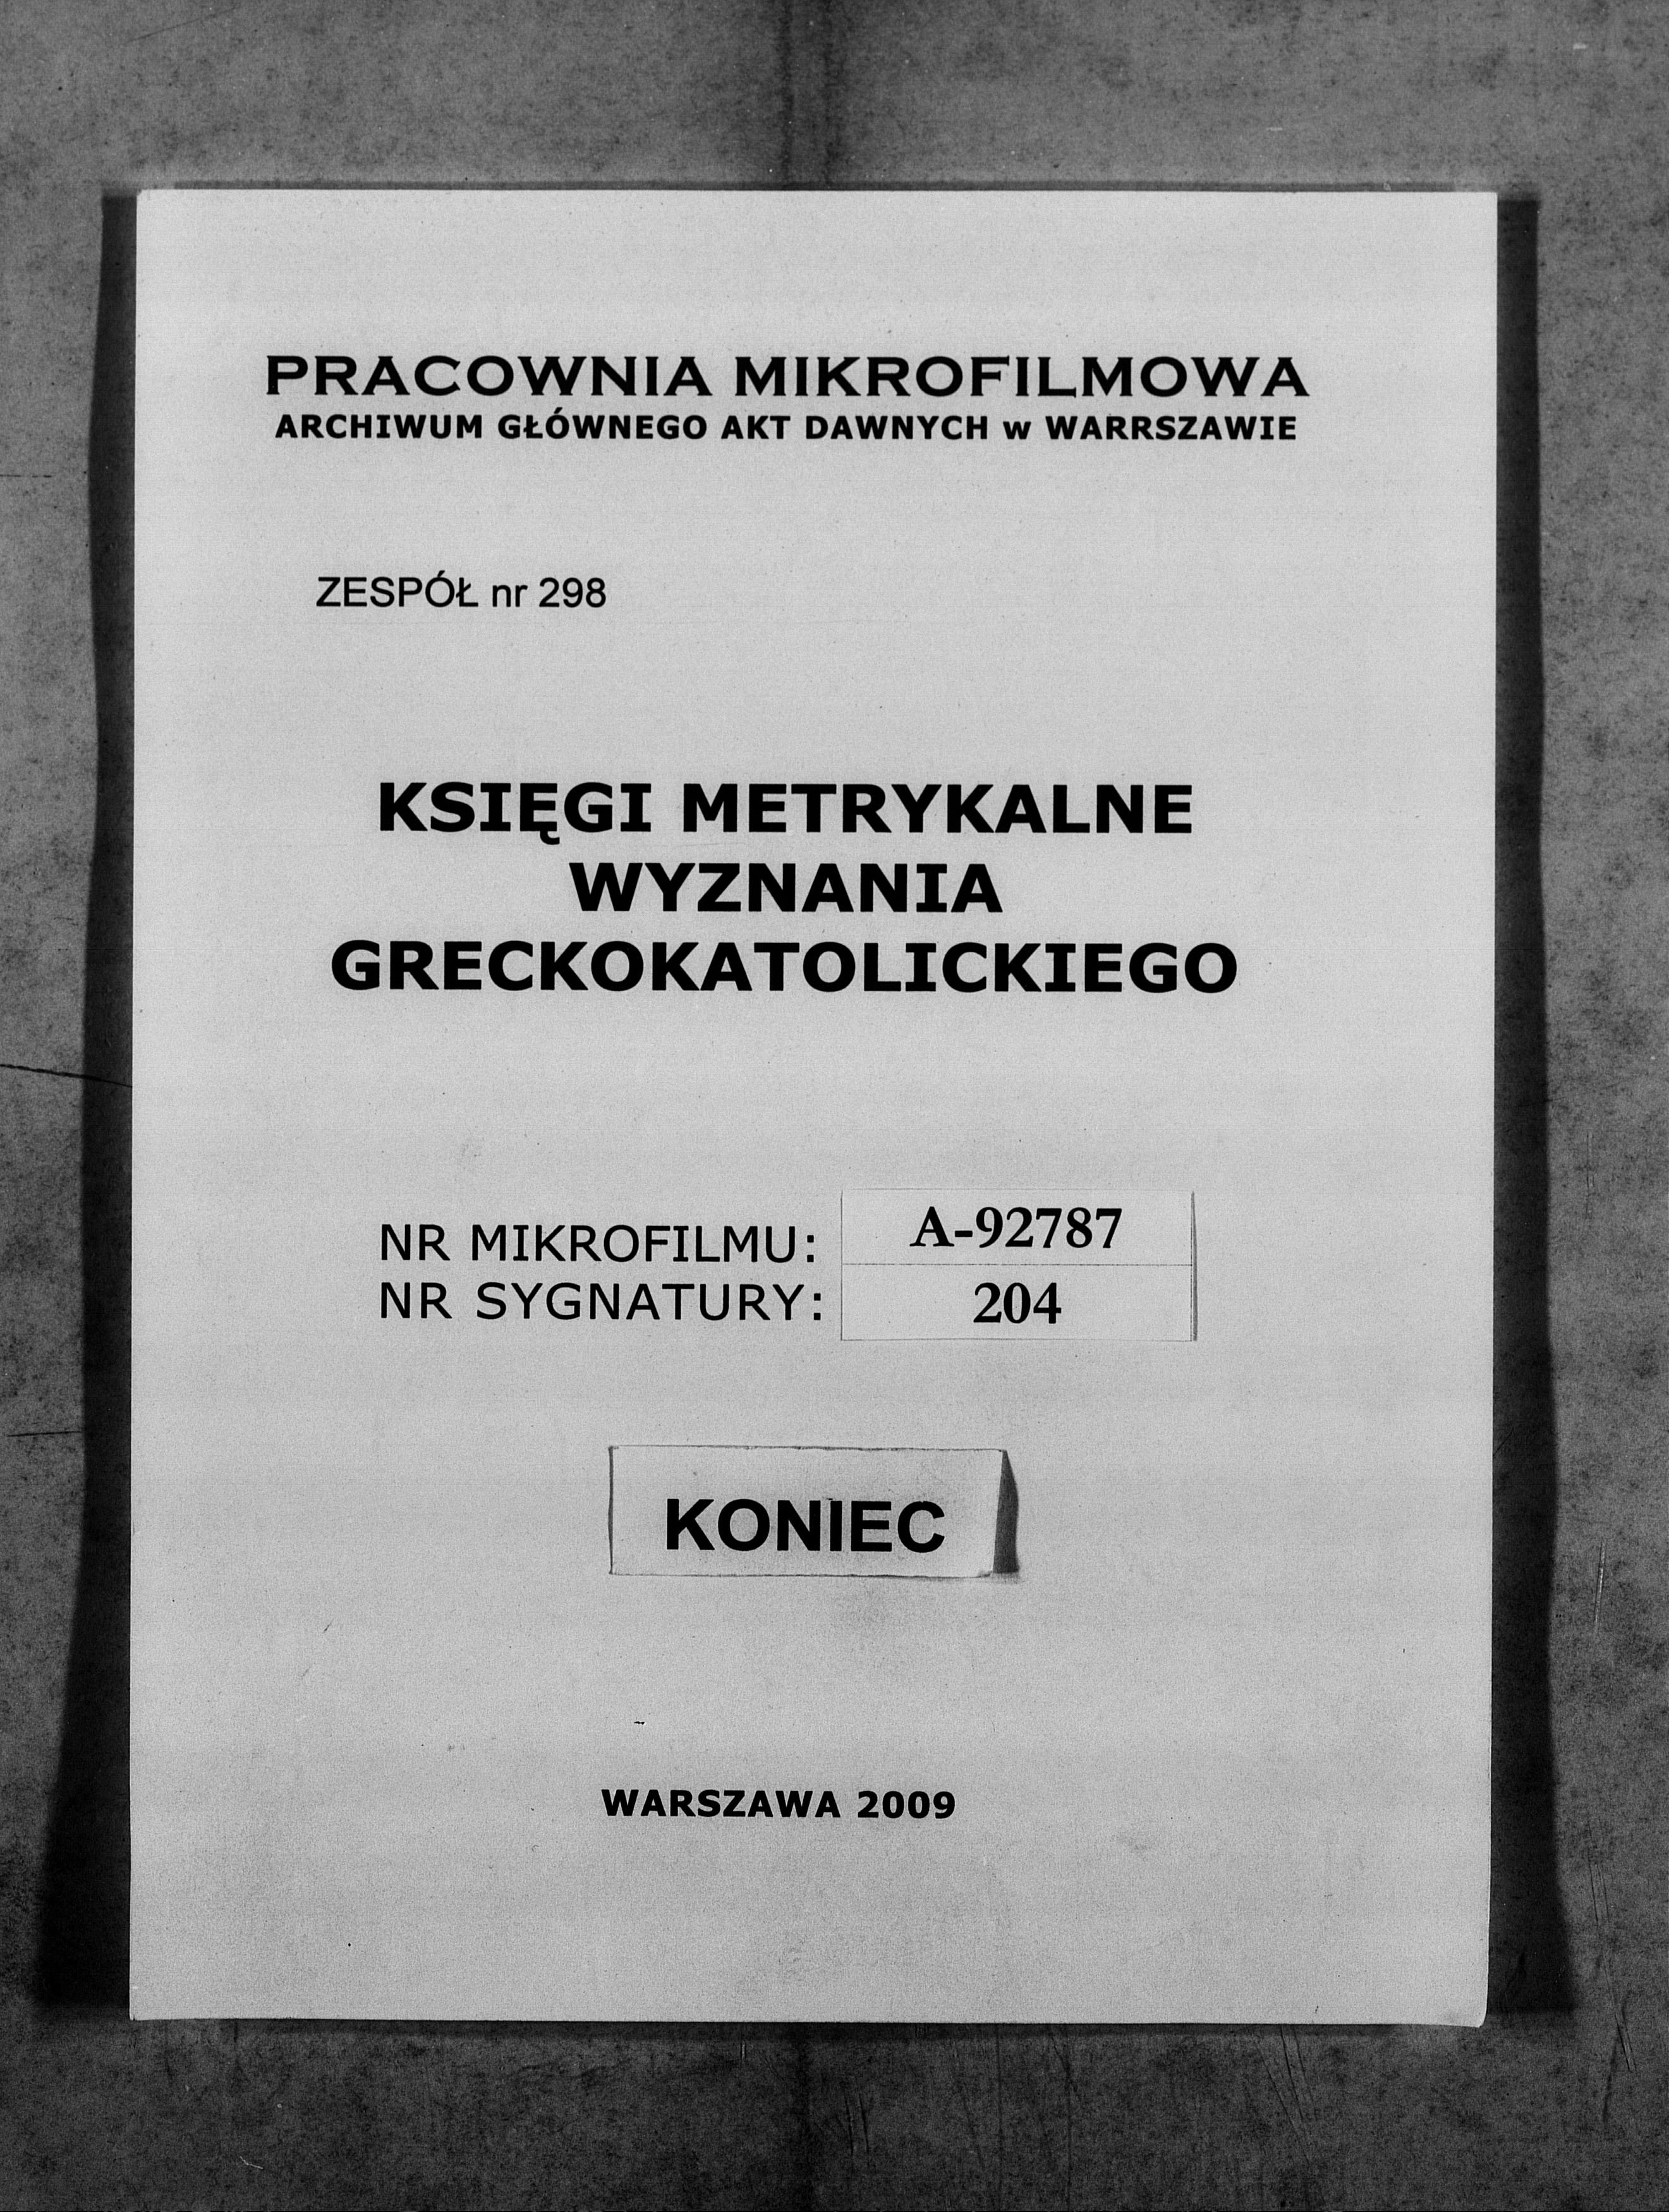 PRACOWNIA MIKROFILMOWA
ARCHIWUM GŁÓWNEGO AKT DAWNYCH w WARRSZAWIE
ZESPÓŁ nr 298
KSIĘGI METRYKALNE
WYZNANIA
GRECKOKATOLICKIEGO
NR MIKROFILMU: A-92787
NR SYGNATURY: 204
KONIEC
WARSZAWA 2009